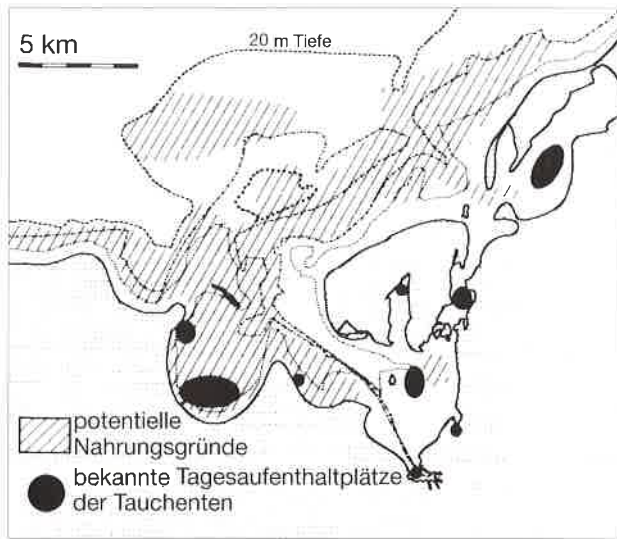 20 m Tiefe
5 km
potentielle
Nahrungsgründe
bekannte Tagesaufenthaltplätze
der Tauchenten